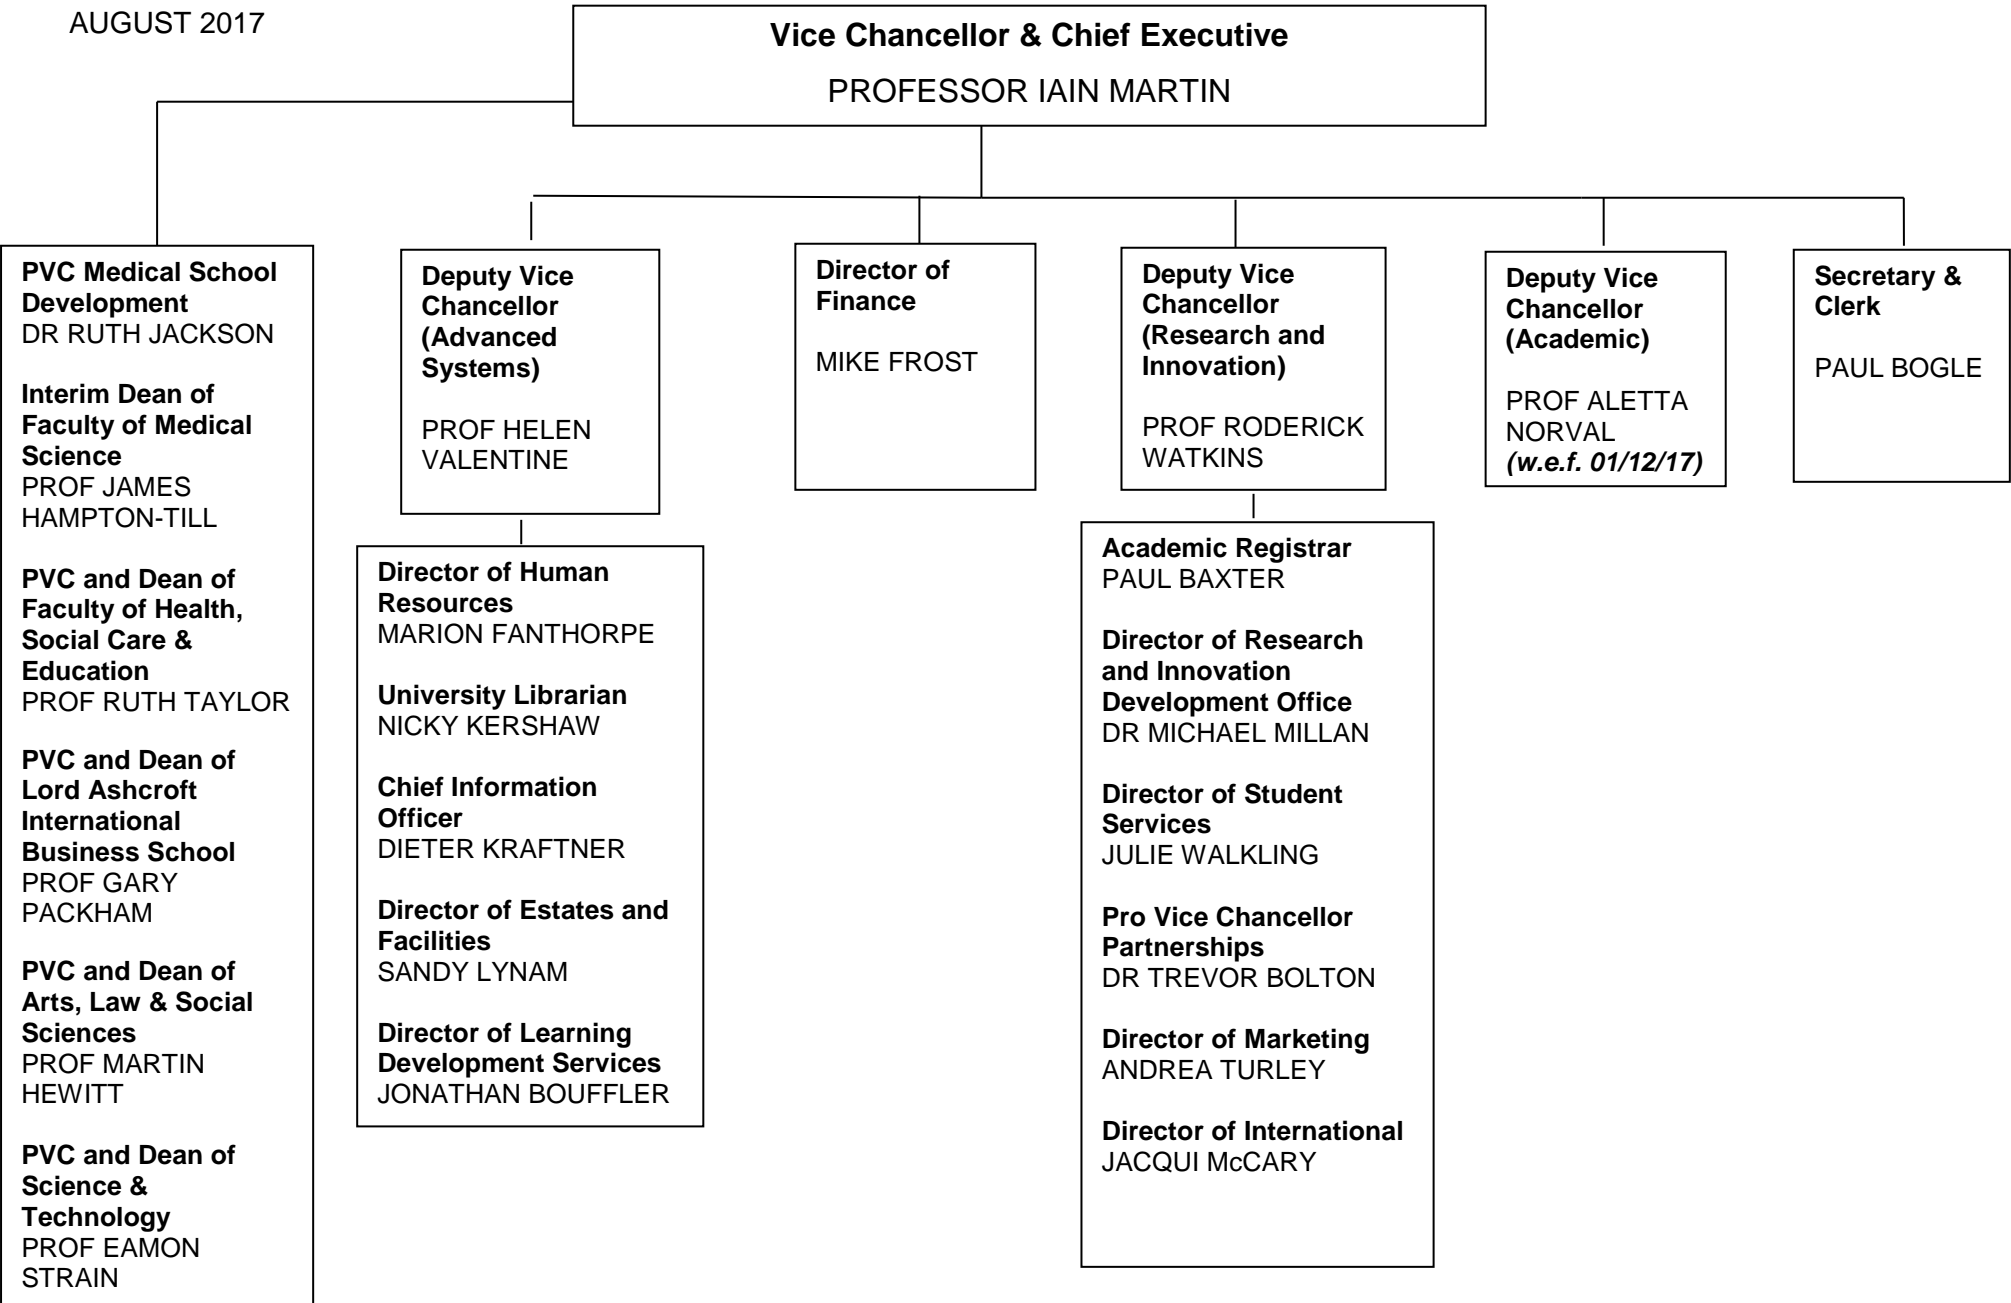 AUGUST 2017
Vice Chancellor & Chief Executive
PROFESSOR IAIN MARTIN
PVC Medical School
Development
DR RUTH JACKSON
Interim Dean of
Faculty of Medical
Science
PROF JAMES
HAMPTON-TILL
PVC and Dean of
Faculty of Health,
Social Care &
Education
PROF RUTH TAYLOR
PVC and Dean of
Lord Ashcroft
International
Business School
PROF GARY
PACKHAM
PVC and Dean of
Arts, Law & Social
Sciences
PROF MARTIN
HEWITT
PVC and Dean of
Science &
Technology
PROF EAMON
STRAIN
Deputy Vice
Chancellor
(Advanced
Systems)
PROF HELEN
VALENTINE
Director of Human
Resources
MARION FANTHORPE
University Librarian
NICKY KERSHAW
Chief Information
Officer
DIETER KRAFTNER
Director of Estates and
Facilities
SANDY LYNAM
Director of Learning
Development Services
JONATHAN BOUFFLER
Director of
Finance
MIKE FROST
Deputy Vice
Chancellor
(Research and
Innovation)
PROF RODERICK
WATKINS
Academic Registrar
PAUL BAXTER
Director of Research
and Innovation
Development Office
DR MICHAEL MILLAN
Director of Student
Services
JULIE WALKLING
Pro Vice Chancellor
Partnerships
DR TREVOR BOLTON
Director of Marketing
ANDREA TURLEY
Director of International
JACQUI McCARY
Deputy Vice
Chancellor
(Academic)
PROF ALETTA
NORVAL
(w.e.f. 01/12/17)
Secretary &
Clerk
PAUL BOGLE